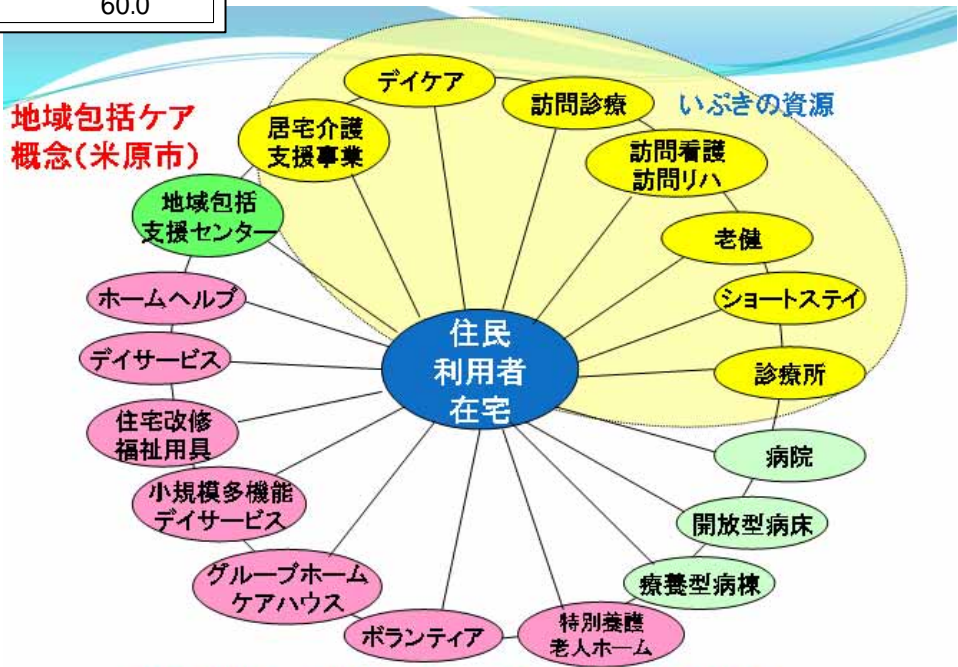 60.0
地域包括ケア
概念(米原市)
いぶきの資源
デイケア
訪問診療
居宅介護
支援事業
訪問看護
訪問リハ
地域包括
支援センター
老健
ホームヘルプ
ショートステイ
デイサービス
住民
利用者
在宅
診療所
住宅改修
福祉用具
病院
小規模多機能
デイサービス
開放型病床
グループホーム
ケアハウス
療養型病棟
ボランティア
特別養護
老人ホーム